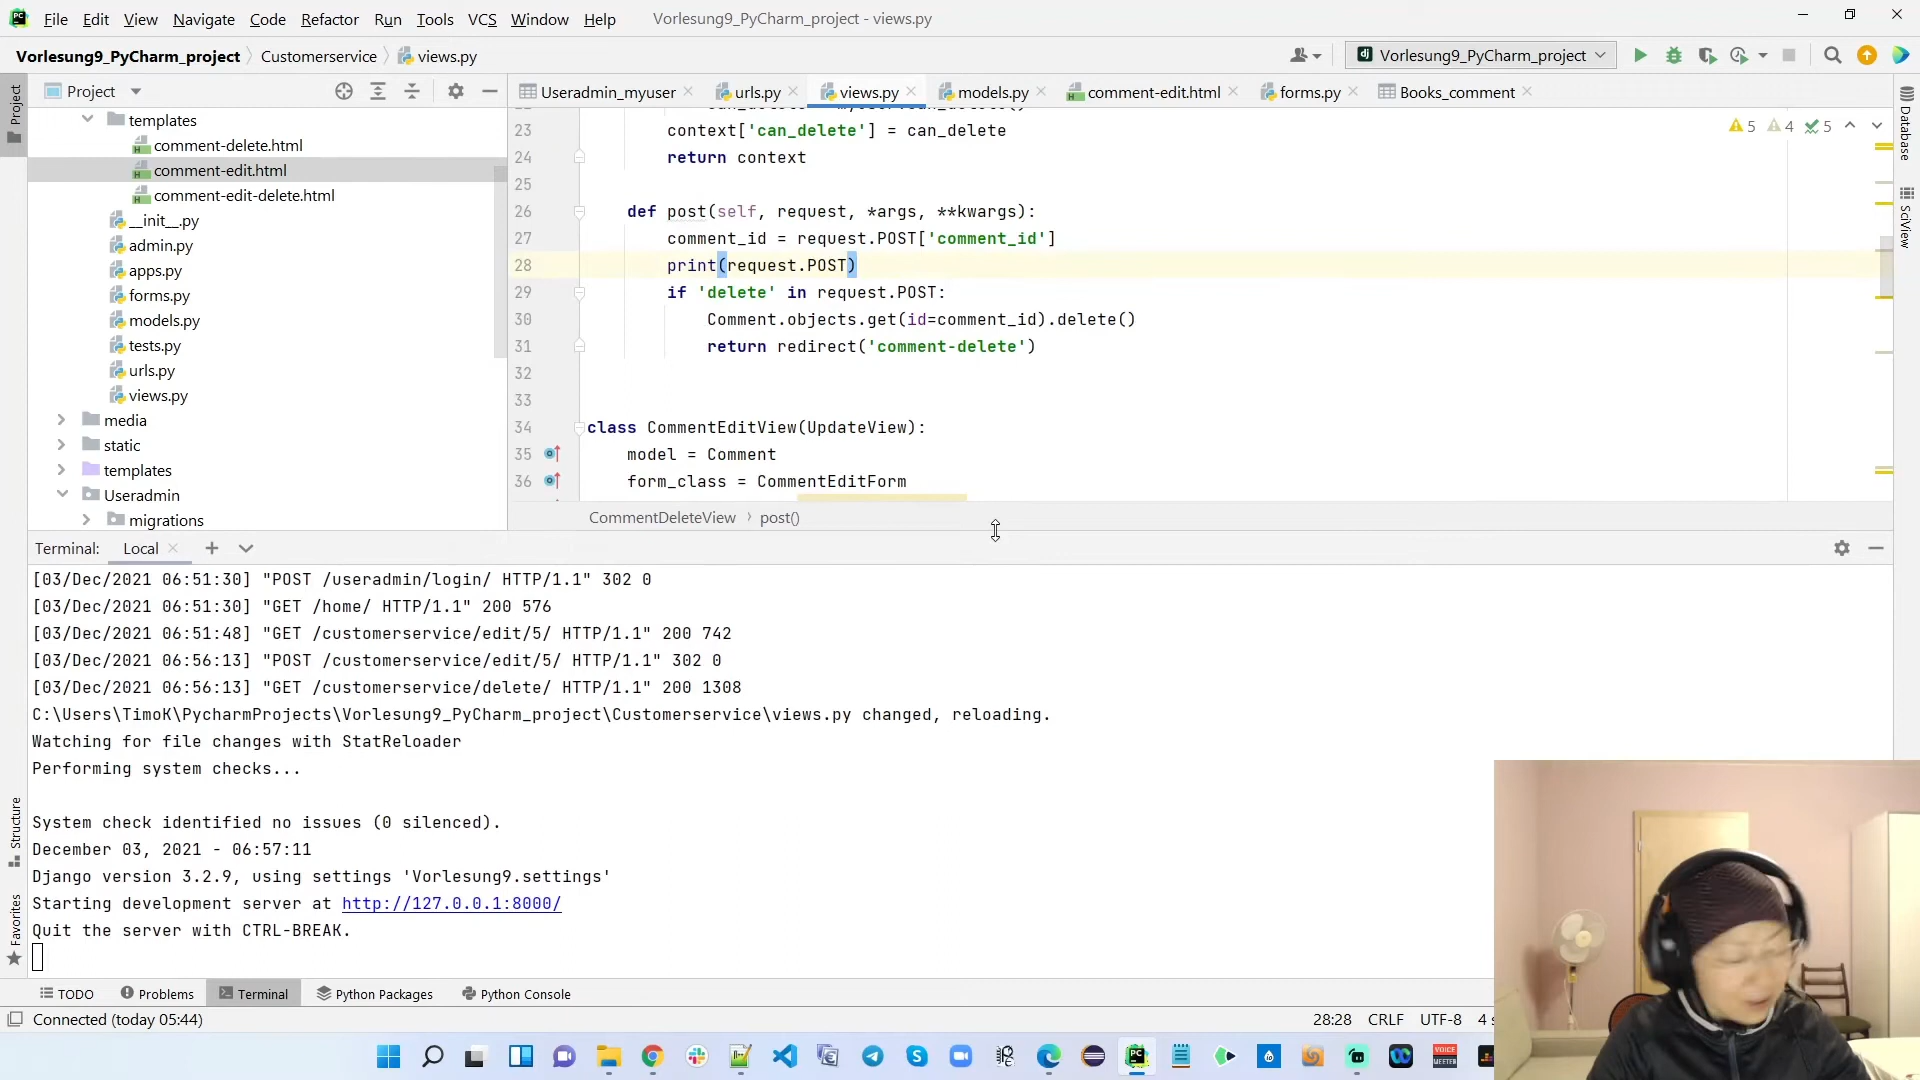 File Edit View Navigate Code Refactor Run Tools VCS Window Help Vorlesung9_PyCharm_project - views.py
Vorlesung9_PyCharm_project Customerservice views.py Vorlesung9_PyCharm_project
Project Useradmin_myuser urls.py views.py models.py comment-edit.html forms.py Books_comment
templates
comment-delete.html
comment-edit.html
comment-edit-delete.html
__init__.py
admin.py
apps.py
forms.py
models.py
tests.py
urls.py
views.py
media
static
templates
Useradmin
migrations
23 context['can_delete'] = can_delete
24 return context
25
26 def post(self, request, *args, **kwargs):
27 comment_id = request.POST['comment_id']
28 print(request.POST)
29 if 'delete' in request.POST:
30 Comment.objects.get(id=comment_id).delete()
31 return redirect('comment-delete')
32
33
34 class CommentEditView(UpdateView):
35 model = Comment
36 form_class = CommentEditForm
5 4 5
CommentDeleteView post()
Project
Structure
Favorites
Database
SciView
Terminal: Local
[03/Dec/2021 06:51:30] "POST /useradmin/login/ HTTP/1.1" 302 0
[03/Dec/2021 06:51:30] "GET /home/ HTTP/1.1" 200 576
[03/Dec/2021 06:51:48] "GET /customerservice/edit/5/ HTTP/1.1" 200 742
[03/Dec/2021 06:56:13] "POST /customerservice/edit/5/ HTTP/1.1" 302 0
[03/Dec/2021 06:56:13] "GET /customerservice/delete/ HTTP/1.1" 200 1308
C:\Users\TimoK\PycharmProjects\Vorlesung9_PyCharm_project\Customerservice\views.py changed, reloading.
Watching for file changes with StatReloader
Performing system checks...
System check identified no issues (0 silenced).
December 03, 2021 - 06:57:11
Django version 3.2.9, using settings 'Vorlesung9.settings'
Starting development server at http://127.0.0.1:8000/
Quit the server with CTRL-BREAK.
TODO Problems Terminal Python Packages Python Console
Connected (today 05:44) 28:28 CRLF UTF-8 4